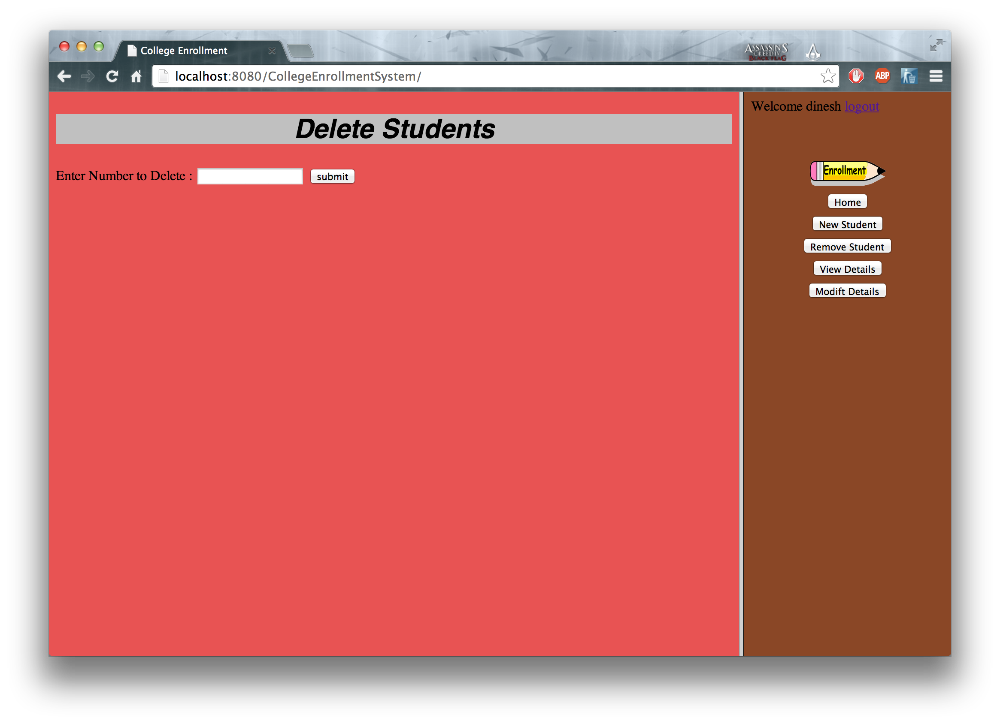 College Enrollment
ASSASSIN'S
CREED IV
BLACK FLAG
localhost:8080/CollegeEnrollmentSystem/
ABP
Delete Students
Enter Number to Delete :
submit
Welcome dinesh logout
Enrollment
Home
New Student
Remove Student
View Details
Modift Details